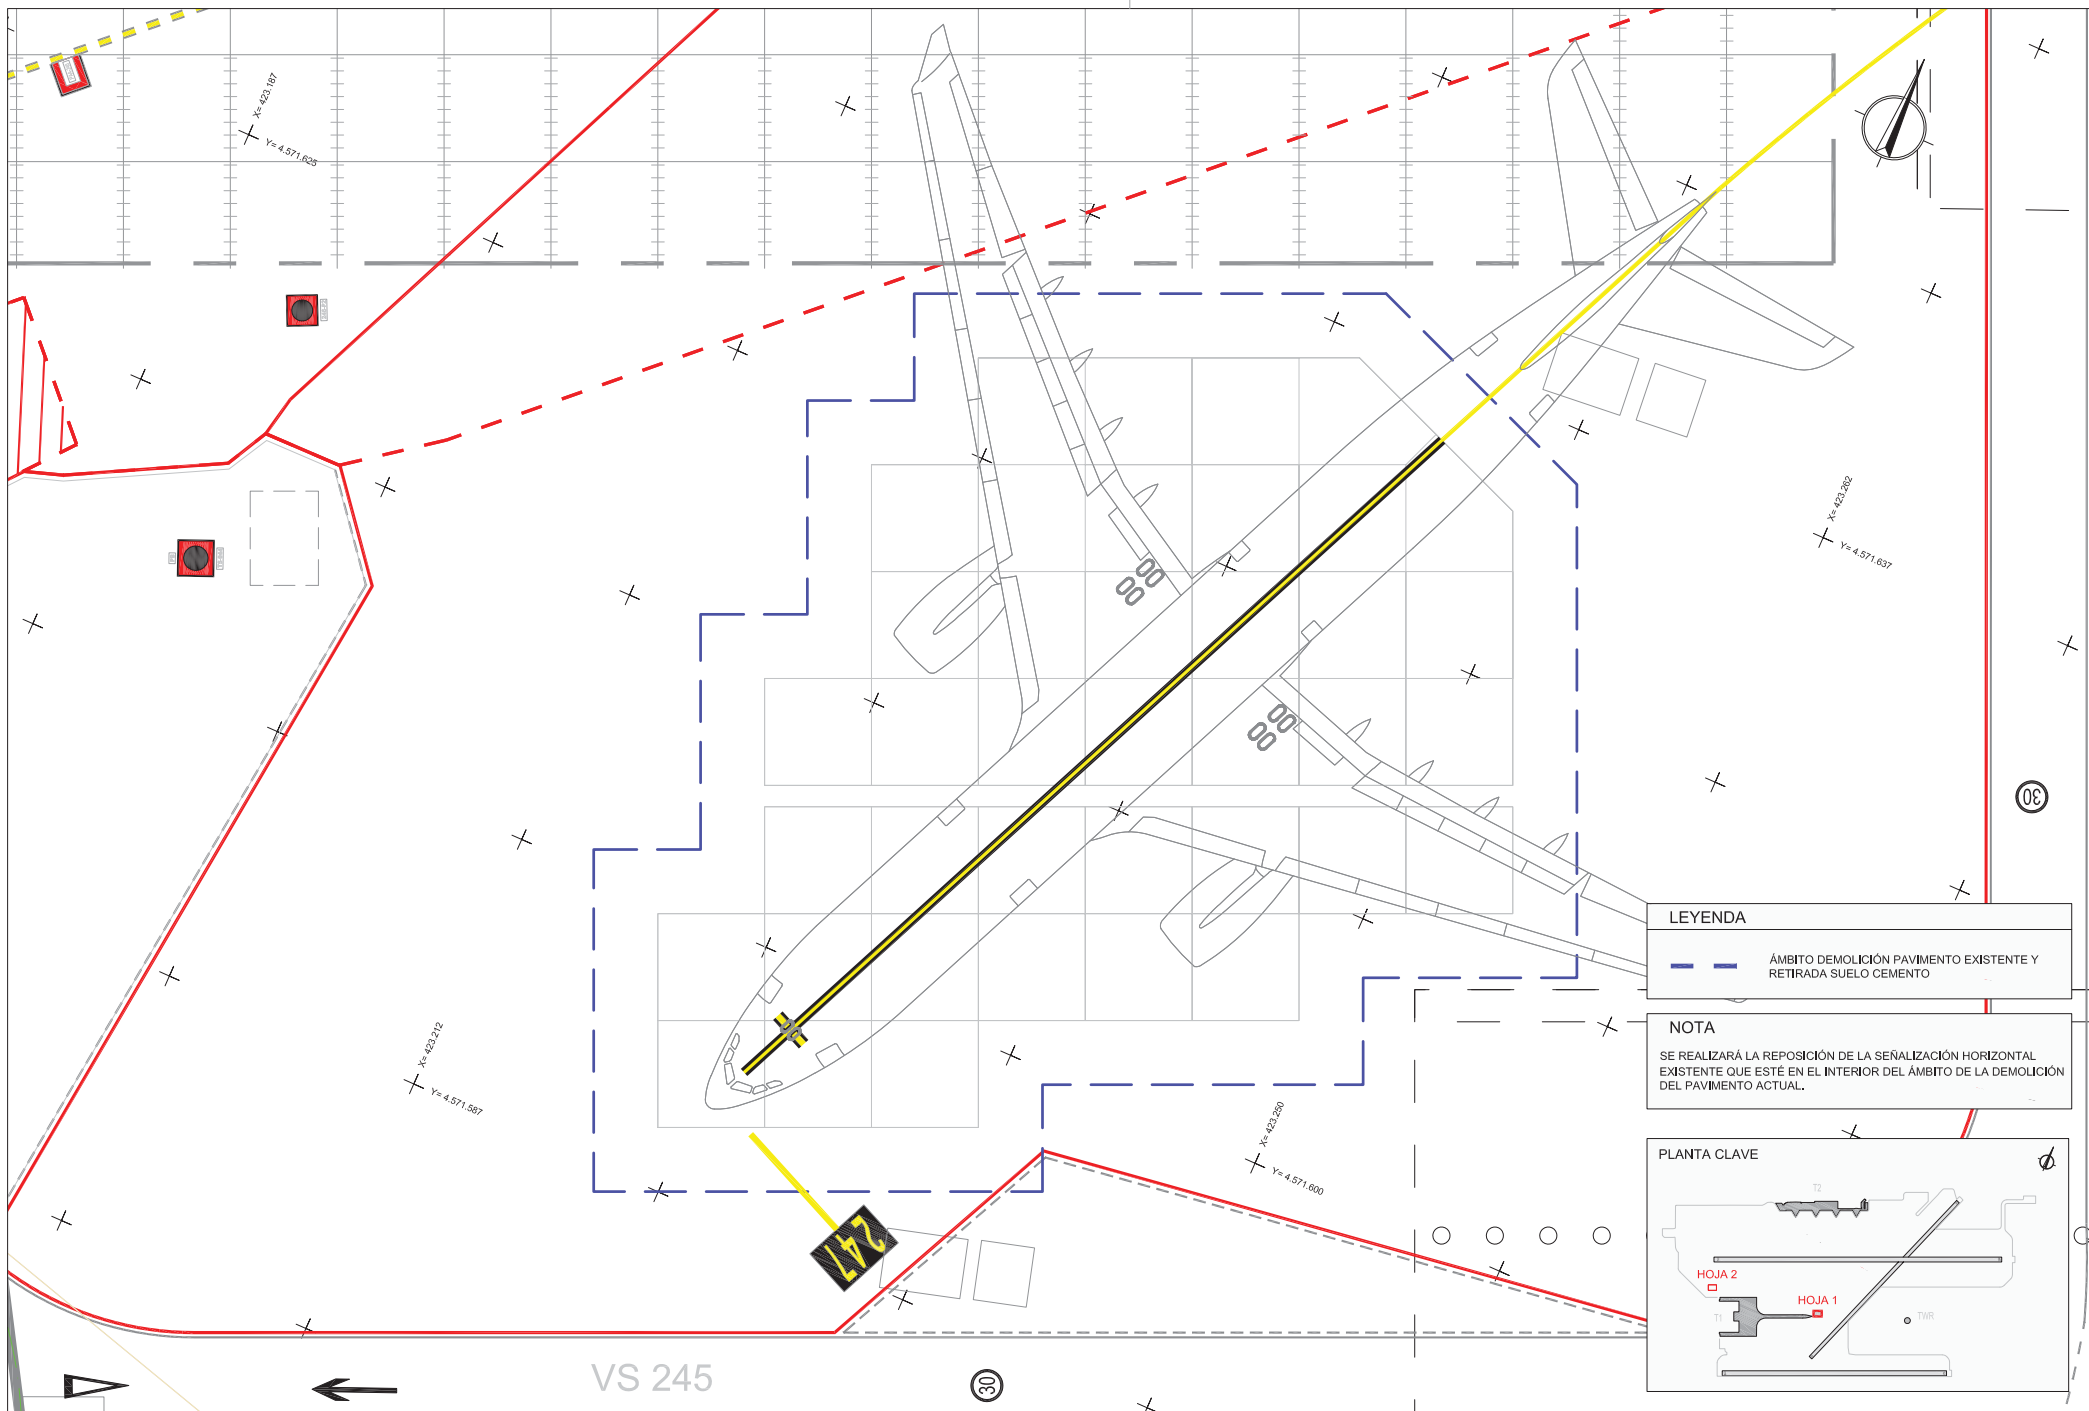 X= 423.187
Y= 4.571.625
X= 423.262
Y= 4.571.637
30
LEYENDA
ÁMBITO DEMOLICIÓN PAVIMENTO EXISTENTE Y
RETIRADA SUELO CEMENTO
NOTA
SE REALIZARÁ LA REPOSICIÓN DE LA SEÑALIZACIÓN HORIZONTAL
EXISTENTE QUE ESTÉ EN EL INTERIOR DEL ÁMBITO DE LA DEMOLICIÓN
DEL PAVIMENTO ACTUAL.
X= 423.212
Y= 4.571.587
X= 423.250
Y= 4.571.600
247
PLANTA CLAVE
T2
HOJA 2
HOJA 1
T1
TWR
VS 245
30